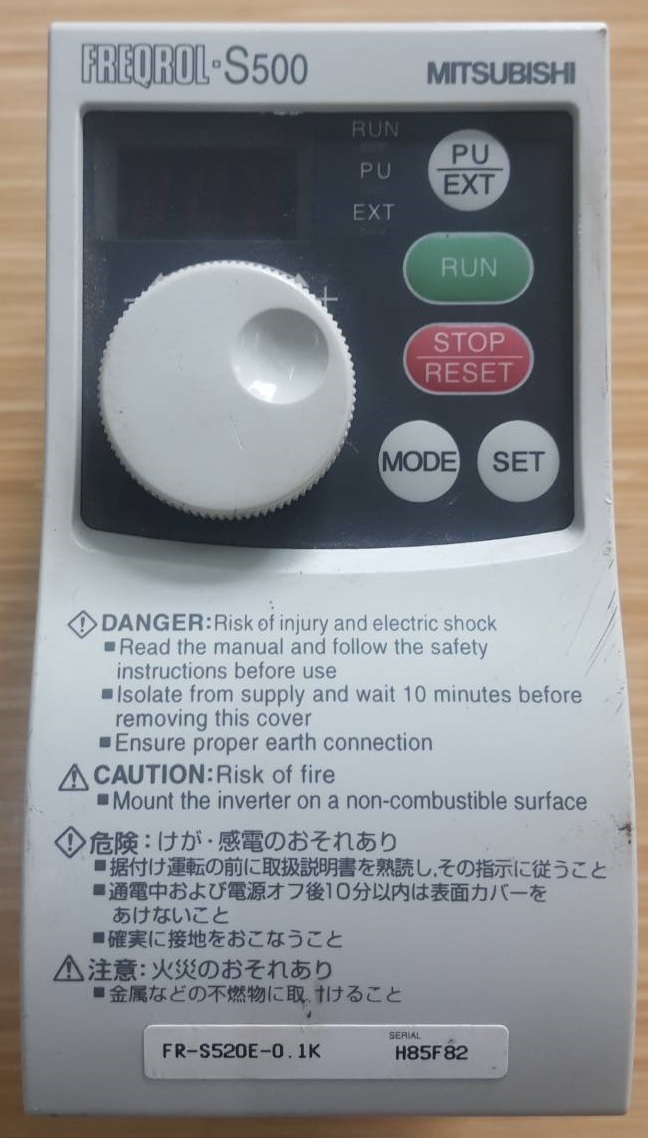 FREQROL-S500
MITSUBISHI
RUN
PU
EXT
PU
EXT
- +
RUN
STOP
RESET
MODE
SET
DANGER:Risk of injury and electric shock
■Read the manual and follow the safety
instructions before use
■Isolate from supply and wait 10 minutes before
removing this cover
■Ensure proper earth connection
CAUTION:Risk of fire
■Mount the inverter on a non-combustible surface
危険：けが・感電のおそれあり
■据付け運転の前に取扱説明書を熟読し,その指示に従うこと
■通電中および電源オフ後10分以内は表面カバーを
あけないこと
■確実に接地をおこなうこと
注意：火災のおそれあり
■金属などの不燃物に取 けること
FR-S520E-0.1K
SERIAL
H85F82